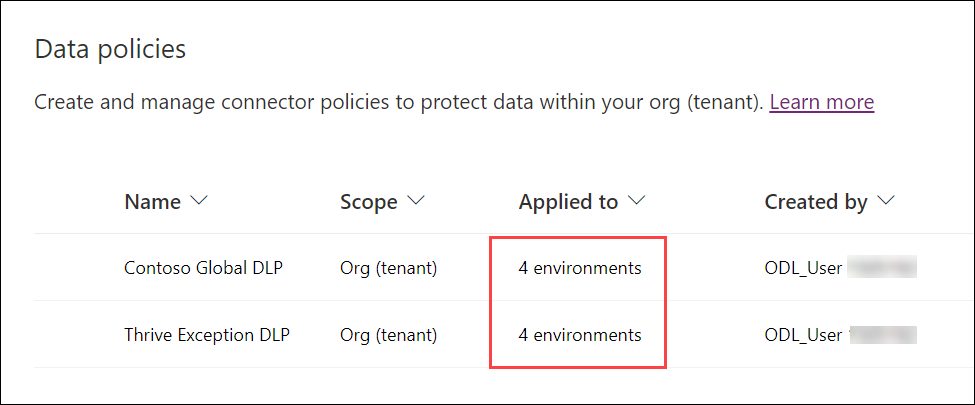 Data policies
Create and manage connector policies to protect data within your org (tenant). Learn more
Name Scope Applied to Created by
Contoso Global DLP Org (tenant) 4 environments ODL_User
Thrive Exception DLP Org (tenant) 4 environments ODL_User